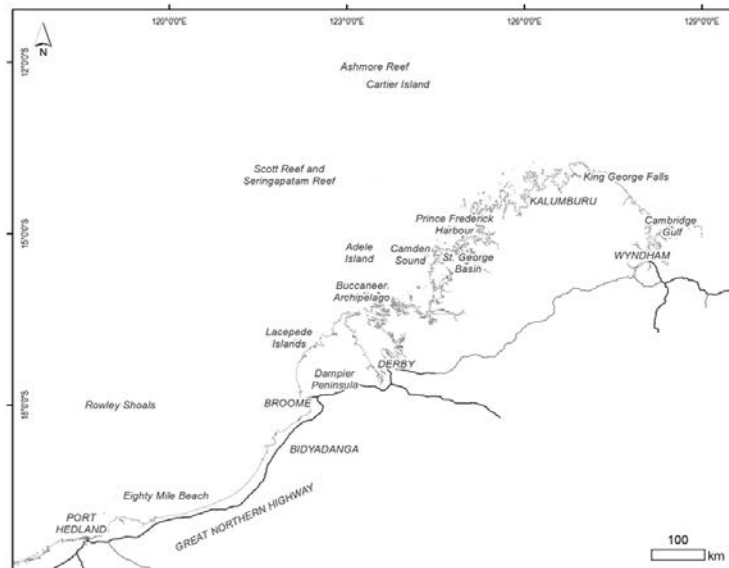 120°0'0"E
123°0'0"E
126°0'0"E
129°0'0"E
N
12°0'0"S
Ashmore Reef
Cartier Island
Scott Reef and
Seringapatam Reef
King George Falls
KALUMBURU
Prince Frederick
Harbour
Cambridge
Gulf
15°0'0"S
Adele
Island
Camden
Sound
St. George
Basin
WYNDHAM
Buccaneer
Archipelago
Lacepede
Islands
DERBY
Dampier
Peninsula
BROOME
18°0'0"S
Rowley Shoals
BIDYADANGA
Eighty Mile Beach
GREAT NORTHERN HIGHWAY
PORT
HEDLAND
100
km